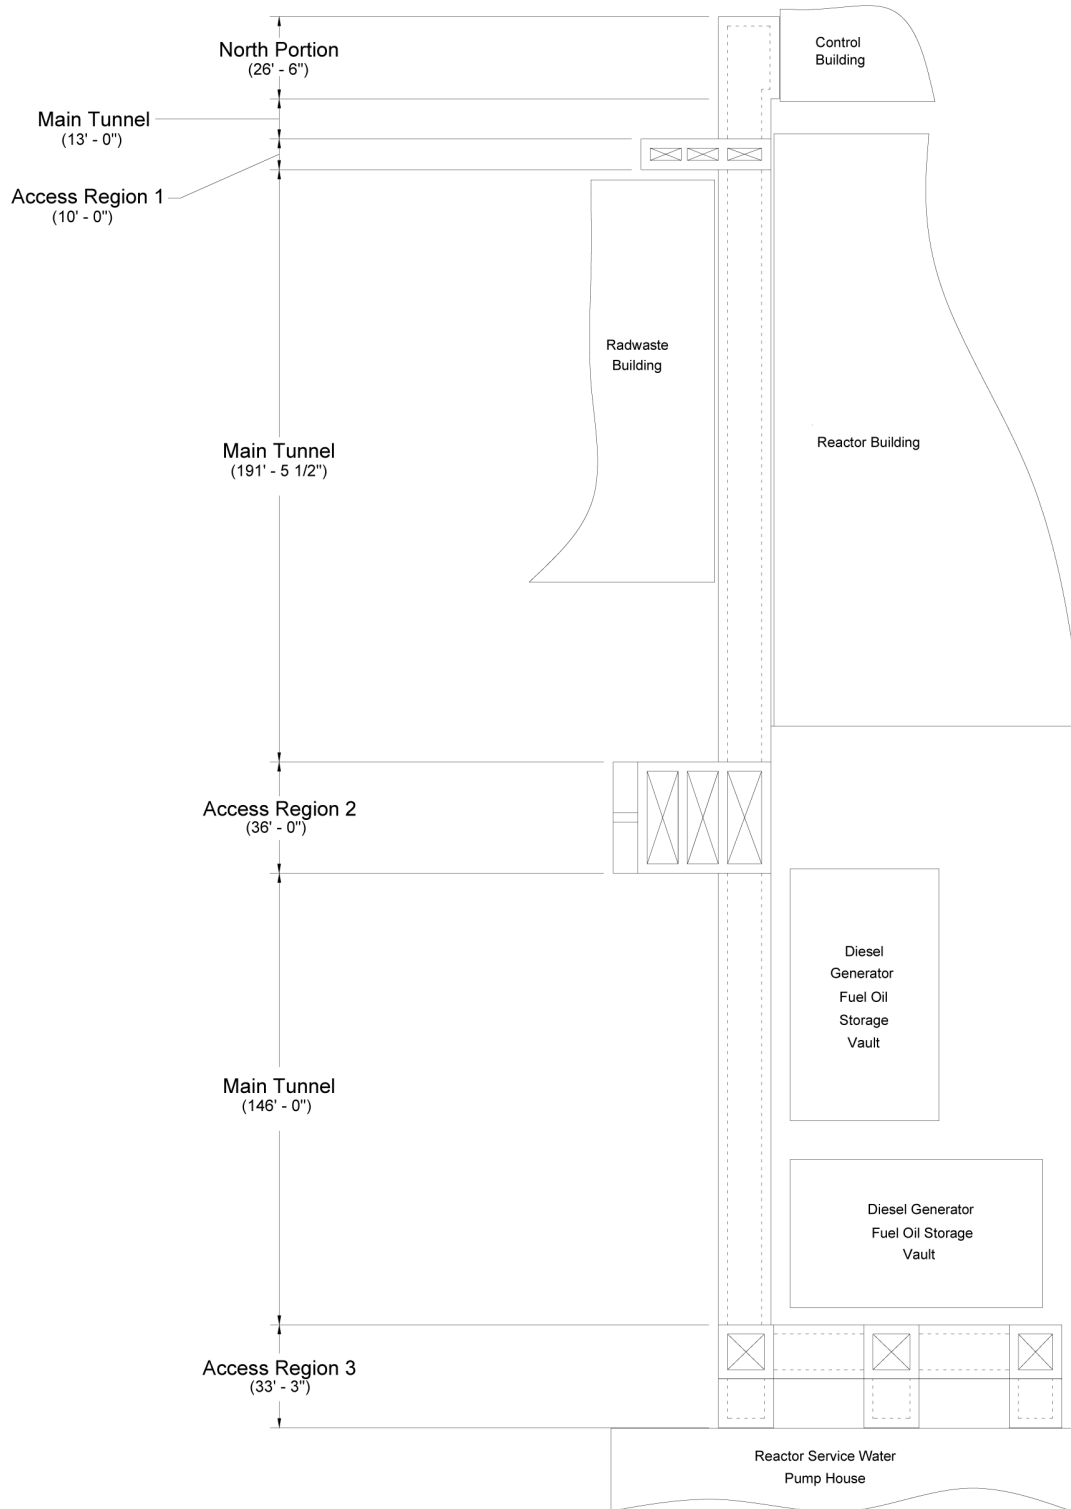 North Portion
(26' - 6")
Control
Building
Main Tunnel
(13' - 0")
Access Region 1
(10' - 0")
Radwaste
Building
Main Tunnel
(191' - 5 1/2")
Reactor Building
Access Region 2
(36' - 0")
Diesel
Generator
Fuel Oil
Storage
Vault
Main Tunnel
(146' - 0")
Diesel Generator
Fuel Oil Storage
Vault
Access Region 3
(33' - 3")
Reactor Service Water
Pump House